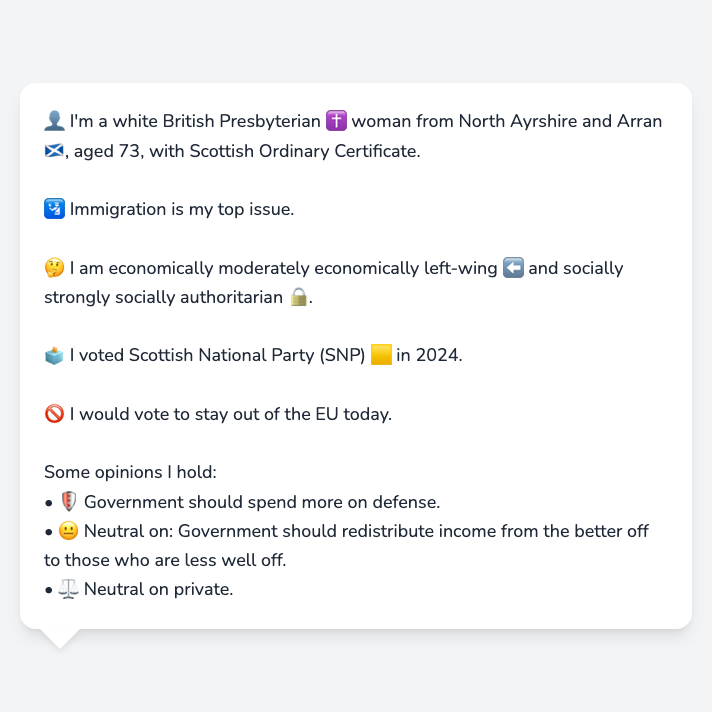 👤 I'm a white British Presbyterian ✝️ woman from North Ayrshire and Arran
🏴󠁧󠁢󠁳󠁣󠁴󠁿, aged 73, with Scottish Ordinary Certificate.
🛂 Immigration is my top issue.
🤔 I am economically moderately economically left-wing ⬅️ and socially
strongly socially authoritarian 🔒.
🗳️ I voted Scottish National Party (SNP) 🟨 in 2024.
🚫 I would vote to stay out of the EU today.
Some opinions I hold:
• 🛡️ Government should spend more on defense.
• 😐 Neutral on: Government should redistribute income from the better off
to those who are less well off.
• ⚖️ Neutral on private.